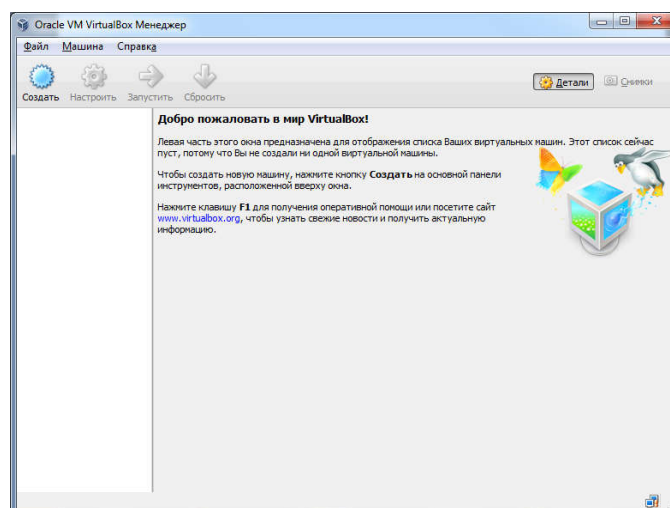 Oracle VM VirtualBox Менеджер
Файл Машина Справка
Создать Настроить Запустить Сбросить
Детали Снимки
Добро пожаловать в мир VirtualBox!
Левая часть этого окна предназначена для отображения списка Ваших виртуальных машин. Этот список сейчас
пуст, потому что Вы не создали ни одной виртуальной машины.
Чтобы создать новую машину, нажмите кнопку Создать на основной панели
инструментов, расположенной вверху окна.
Нажмите клавишу F1 для получения оперативной помощи или посетите сайт
www.virtualbox.org, чтобы узнать свежие новости и получить актуальную
информацию.